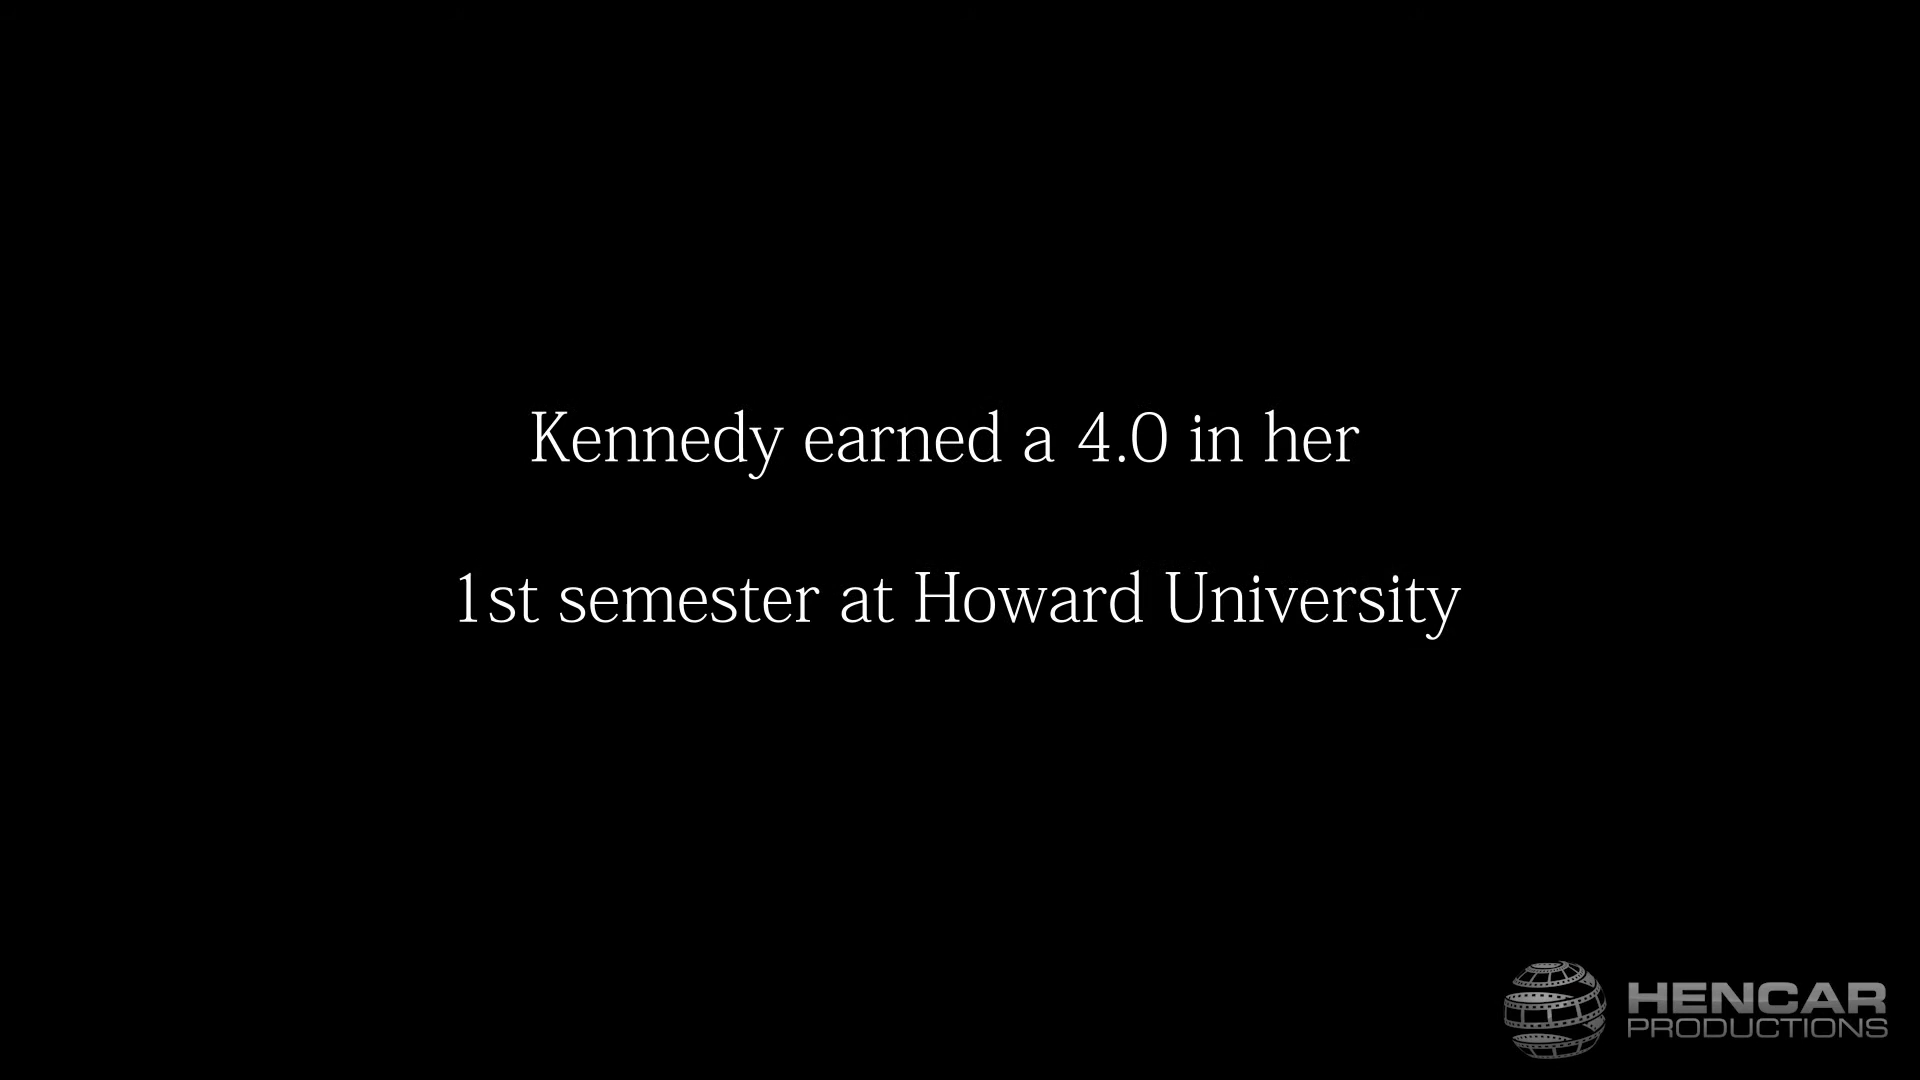 Kennedy earned a 4.0 in her
1st semester at Howard University
HENCAR
PRODUCTIONS